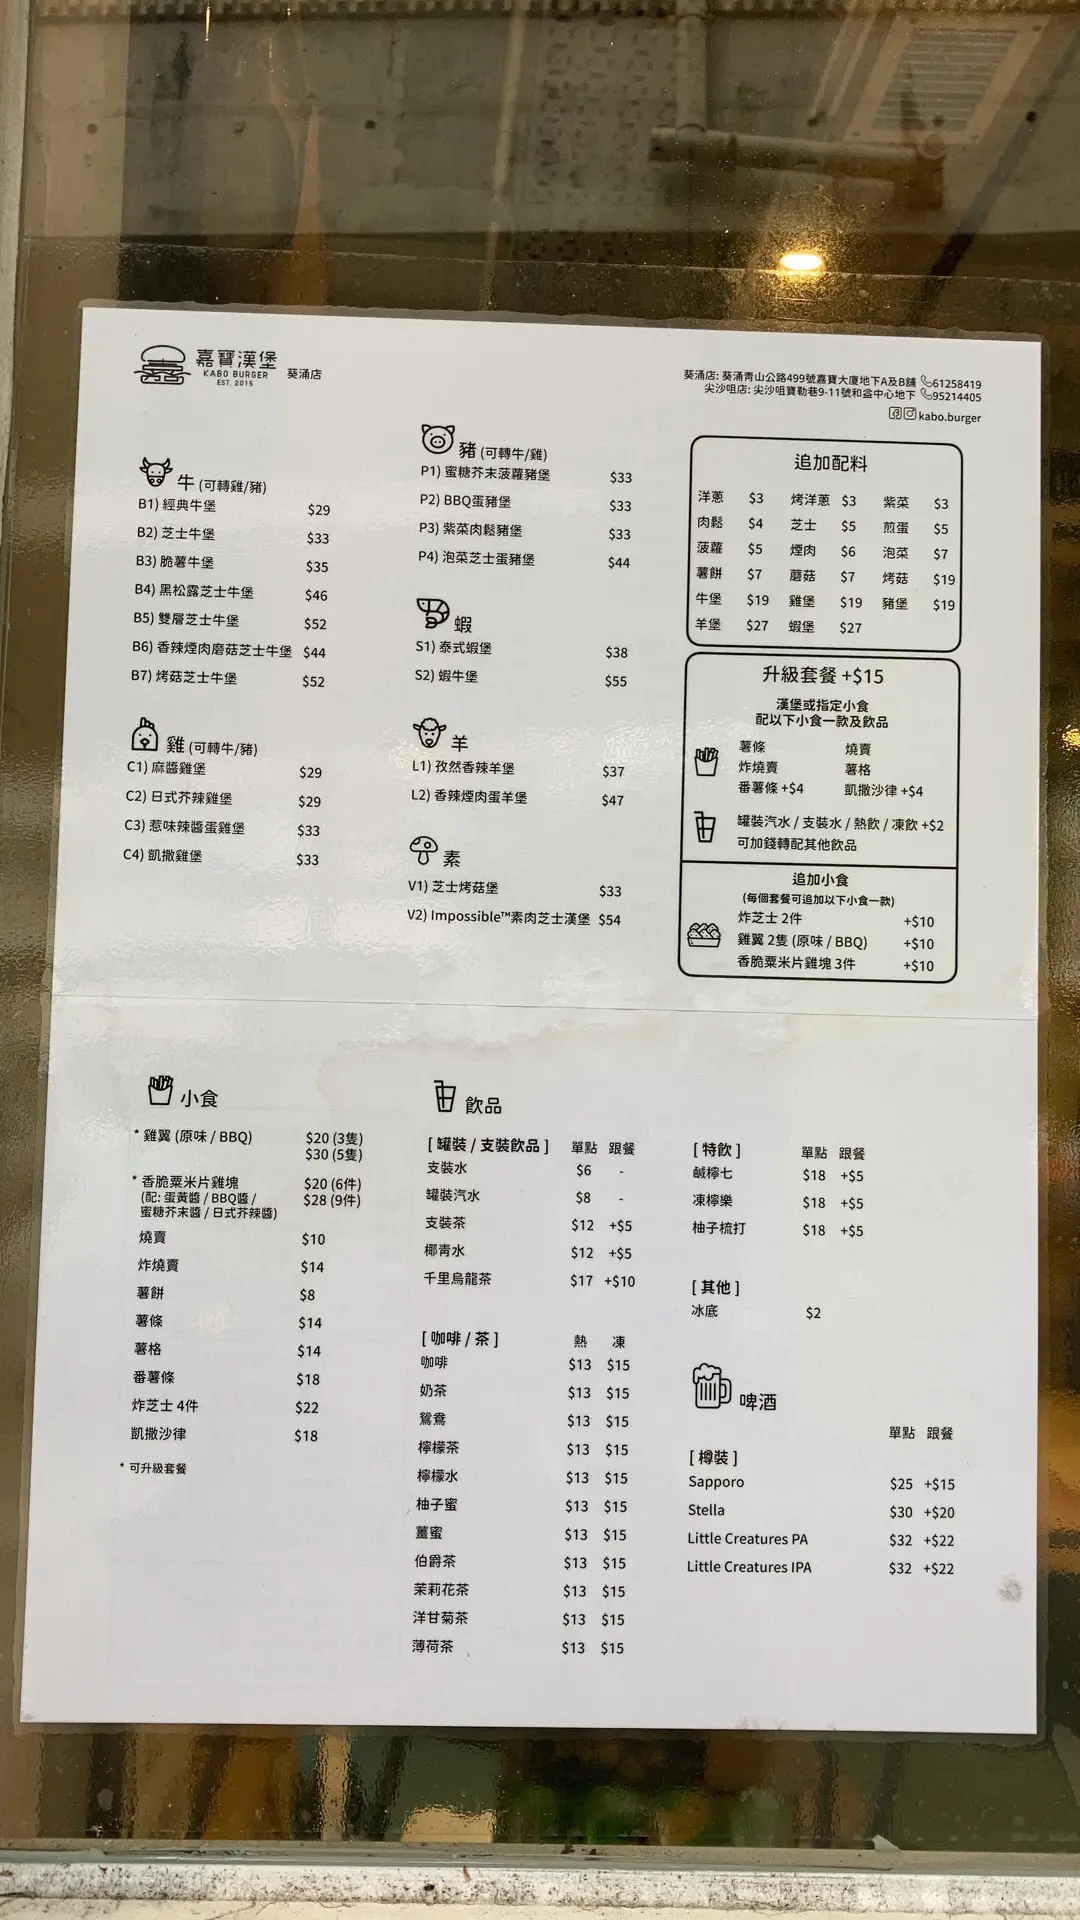 嘉寶漢堡
KABO BURGER
EST. 2015
葵涌店
葵涌店: 葵涌青山公路499號嘉寶大廈地下A及B舖 61258419
尖沙咀店: 尖沙咀寶勒巷9-11號和益中心地下 95214405
kabo.burger
牛 (可轉雞/豬)
B1) 經典牛堡 $29
B2) 芝士牛堡 $33
B3) 脆薯牛堡 $35
B4) 黑松露芝士牛堡 $46
B5) 雙層芝士牛堡 $52
B6) 香辣煙肉磨菇芝士牛堡 $44
B7) 烤菇芝士牛堡 $52
雞 (可轉牛/豬)
C1) 麻醬雞堡 $29
C2) 日式芥辣雞堡 $29
C3) 惹味辣醬蛋雞堡 $33
C4) 凱撒雞堡 $33
豬 (可轉牛/雞)
P1) 蜜糖芥末菠蘿豬堡 $33
P2) BBQ蛋豬堡 $33
P3) 紫菜肉鬆豬堡 $33
P4) 泡菜芝士蛋豬堡 $44
蝦
S1) 泰式蝦堡 $38
S2) 蝦牛堡 $55
羊
L1) 孜然香辣羊堡 $37
L2) 香辣煙肉蛋羊堡 $47
素
V1) 芝士烤菇堡 $33
V2) Impossible™素肉芝士漢堡 $54
追加配料
洋蔥 $3 烤洋蔥 $3 紫菜 $3
肉鬆 $4 芝士 $5 煎蛋 $5
菠蘿 $5 煙肉 $6 泡菜 $7
薯餅 $7 蘑菇 $7 烤菇 $19
牛堡 $19 雞堡 $19 豬堡 $19
羊堡 $27 蝦堡 $27
升級套餐 +$15
漢堡或指定小食
配以下小食一款及飲品
薯條 燒賣
炸燒賣 薯格
番薯條 +$4 凱撒沙律 +$4
罐裝汽水 / 支裝水 / 熱飲 / 凍飲 +$2
可加錢轉配其他飲品
追加小食
(每個套餐可追加以下小食一款)
炸芝士 2件 +$10
雞翼 2隻 (原味 / BBQ) +$10
香脆粟米片雞塊 3件 +$10
小食
* 雞翼 (原味 / BBQ) $20 (3隻)
$30 (5隻)
* 香脆粟米片雞塊 $20 (6件)
(配: 蛋黃醬 / BBQ醬 / $28 (9件)
蜜糖芥末醬 / 日式芥辣醬)
燒賣 $10
炸燒賣 $14
薯餅 $8
薯條 $14
薯格 $14
番薯條 $18
炸芝士 4件 $22
凱撒沙律 $18
* 可升級套餐
飲品
[ 罐裝 / 支裝飲品 ] 單點 跟餐
支裝水 $6 -
罐裝汽水 $8 -
支裝茶 $12 +$5
椰青水 $12 +$5
千里烏龍茶 $17 +$10
[ 咖啡 / 茶 ] 熱 凍
咖啡 $13 $15
奶茶 $13 $15
鴛鴦 $13 $15
檸檬茶 $13 $15
檸檬水 $13 $15
柚子蜜 $13 $15
薑蜜 $13 $15
伯爵茶 $13 $15
茉莉花茶 $13 $15
洋甘菊茶 $13 $15
薄荷茶 $13 $15
[ 特飲 ] 單點 跟餐
鹹檸七 $18 +$5
凍檸樂 $18 +$5
柚子梳打 $18 +$5
[ 其他 ]
冰底 $2
啤酒
單點 跟餐
[ 樽裝 ]
Sapporo $25 +$15
Stella $30 +$20
Little Creatures PA $32 +$22
Little Creatures IPA $32 +$22